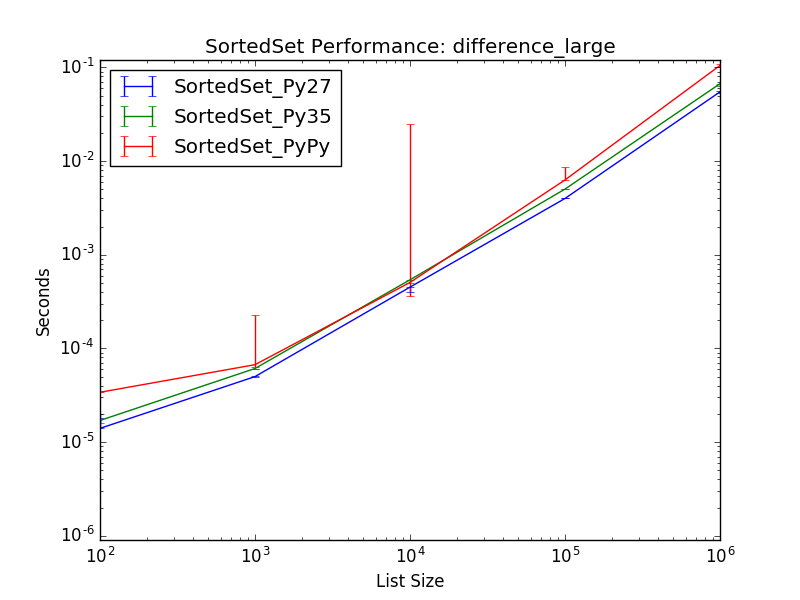 SortedSet Performance: difference_large
10^-1
SortedSet_Py27
SortedSet_Py35
SortedSet_PyPy
10^-2
10^-3
Seconds
10^-4
10^-5
10^-6
10^2 10^3 10^4 10^5 10^6
List Size